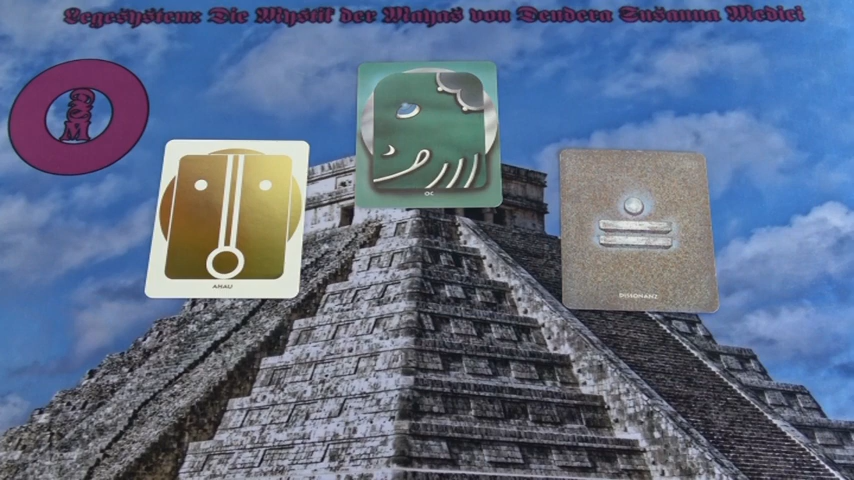 Legesystem: Die Mystik der Mayas von Dendera Susanna Medici
AHAU
OC
DISSONANZ